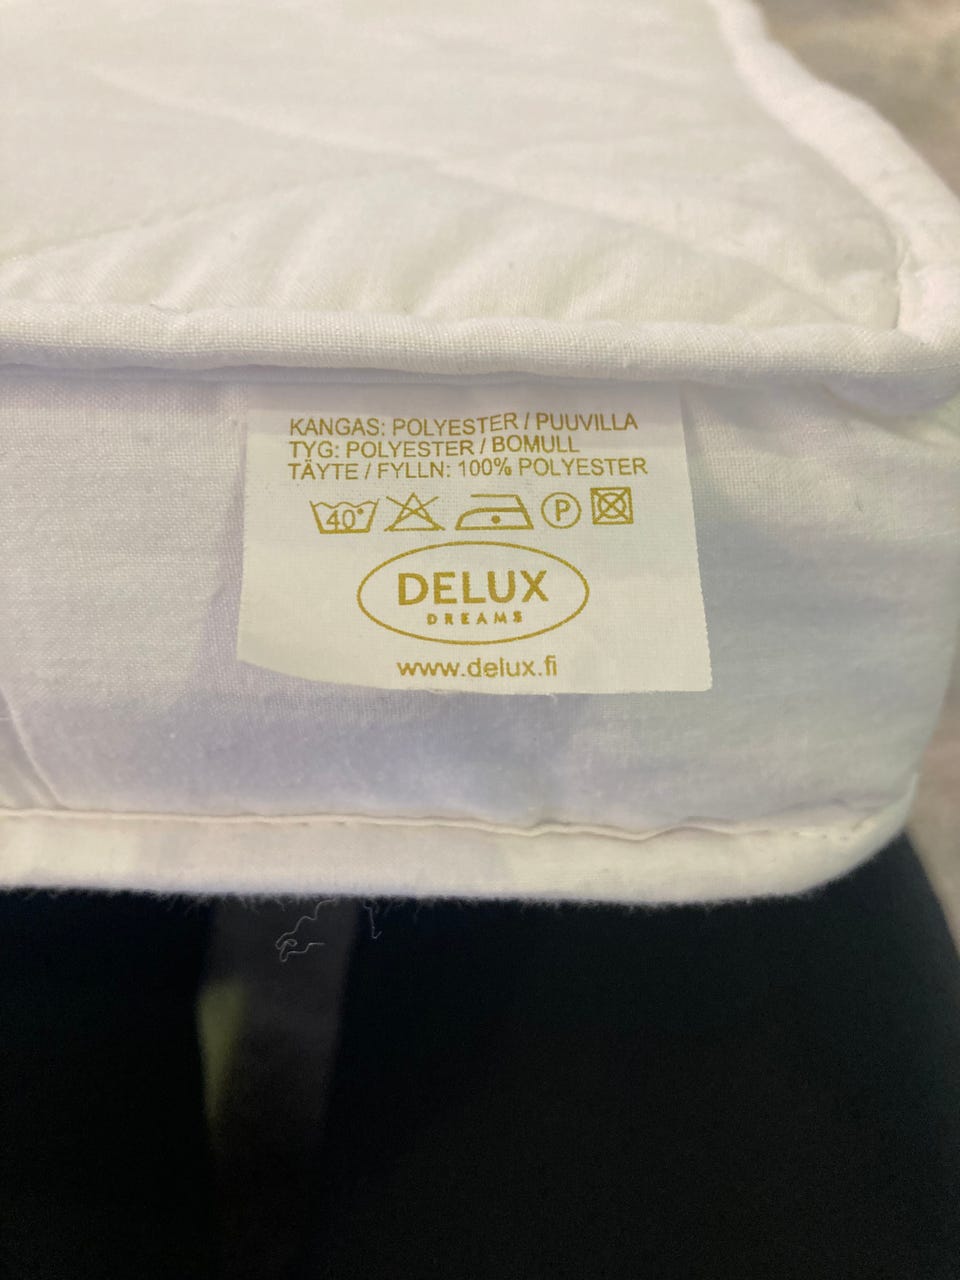 KANGAS: POLYESTER / PUUVILLA
TYG: POLYESTER / BOMULL
TÄYTE / FYLLN: 100% POLYESTER
40° P
DELUX
DREAMS
www.delux.fi